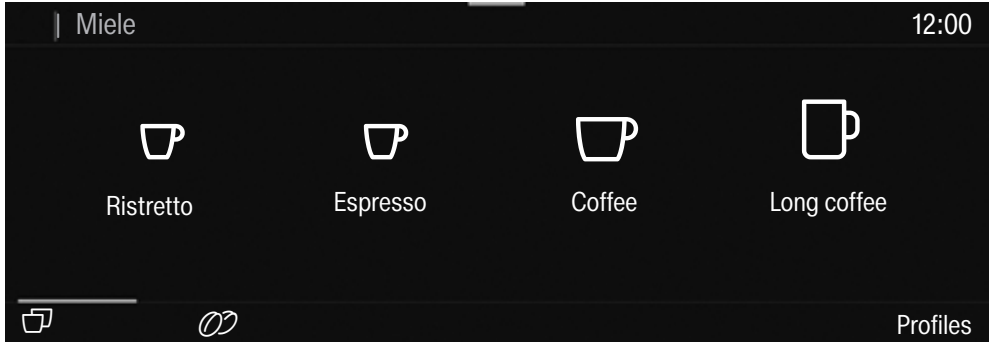 Miele
12:00
Ristretto
Espresso
Coffee
Long coffee
Profiles